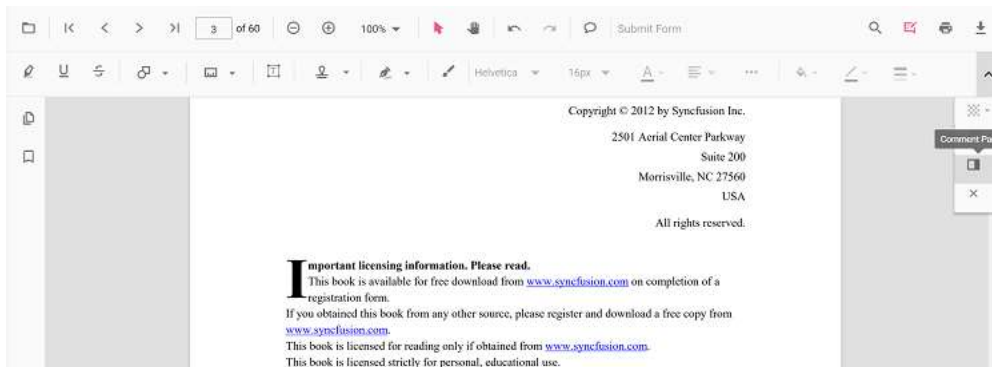 3 of 60 100% Submit Form
Helvetica 16px A
Copyright © 2012 by Syncfusion Inc.
2501 Aerial Center Parkway
Comment Pa
Suite 200
Morrisville, NC 27560
USA
All rights reserved.
Important licensing information. Please read.
This book is available for free download from www.syncfusion.com on completion of a
registration form.
If you obtained this book from any other source, please register and download a free copy from
www.syncfusion.com.
This book is licensed for reading only if obtained from www.syncfusion.com.
This book is licensed strictly for personal, educational use.